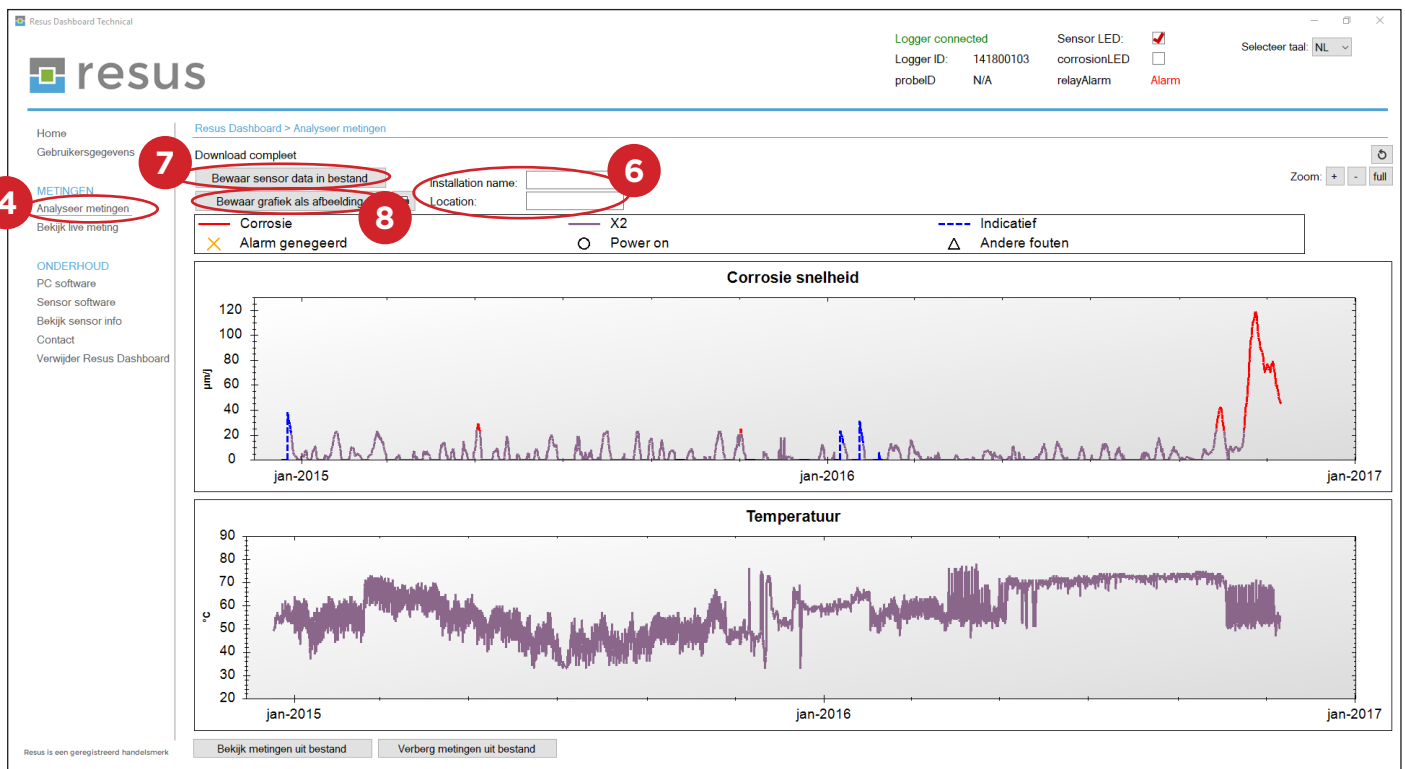 Resus Dashboard Technical
resus
Logger connected
Logger ID: 141800103
probeID N/A
Sensor LED:
corrosionLED
relayAlarm Alarm
Selecteer taal: NL
Home
Gebruikersgegevens
METINGEN
4
Analyseer metingen
Bekijk live meting
ONDERHOUD
PC software
Sensor software
Bekijk sensor info
Contact
Verwijder Resus Dashboard
Resus is een geregistreerd handelsmerk
Resus Dashboard > Analyseer metingen
Download compleet
7
Bewaar sensor data in bestand
Bewaar grafiek als afbeelding
8
Installation name:
Location:
6
Zoom: + - full
Corrosie X2 Indicatief
Alarm genegeerd Power on Andere fouten
Corrosie snelheid
µm/j
120
100
80
60
40
20
0
jan-2015 jan-2016 jan-2017
Temperatuur
°C
90
80
70
60
50
40
30
20
jan-2015 jan-2016 jan-2017
Bekijk metingen uit bestand Verberg metingen uit bestand